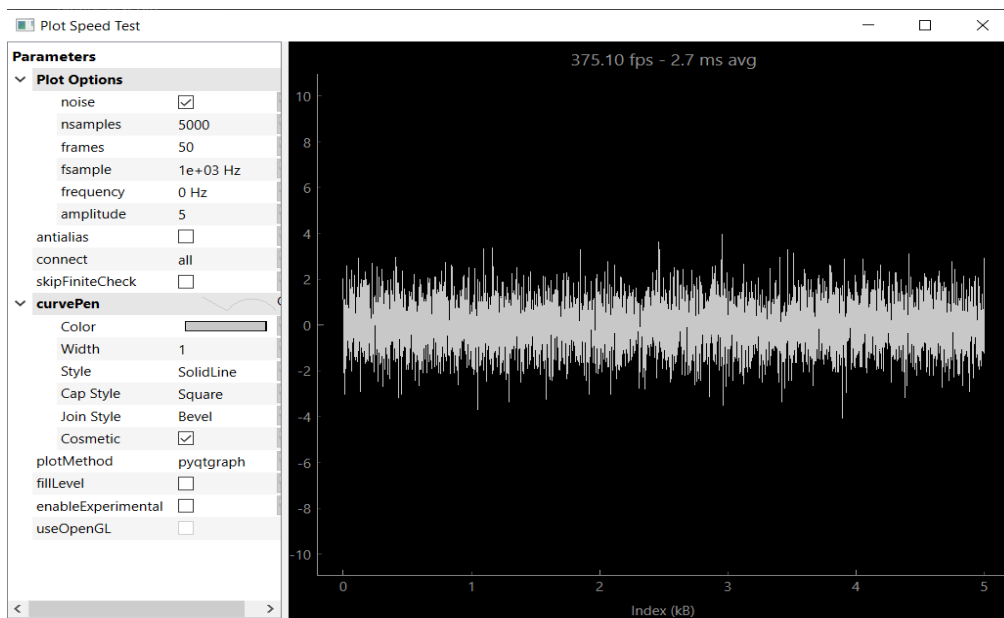 Plot Speed Test
Parameters
Plot Options
noise
nsamples 5000
frames 50
fsample 1e+03 Hz
frequency 0 Hz
amplitude 5
antialias
connect all
skipFiniteCheck
curvePen
Color
Width 1
Style SolidLine
Cap Style Square
Join Style Bevel
Cosmetic
plotMethod pyqtgraph
fillLevel
enableExperimental
useOpenGL
375.10 fps - 2.7 ms avg
10
8
6
4
2
0
-2
-4
-6
-8
-10
0 1 2 3 4 5
Index (kB)